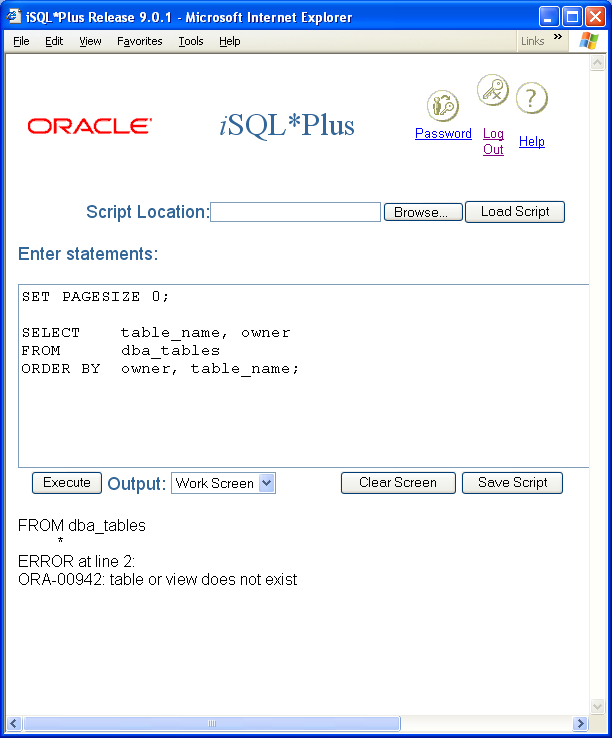 iSQL*Plus Release 9.0.1 - Microsoft Internet Explorer
File Edit View Favorites Tools Help Links »
ORACLE
iSQL*Plus
Password Log Out Help
Script Location: Browse... Load Script
Enter statements:
SET PAGESIZE 0;
SELECT table_name, owner
FROM dba_tables
ORDER BY owner, table_name;
Execute Output: Work Screen Clear Screen Save Script
FROM dba_tables
*
ERROR at line 2:
ORA-00942: table or view does not exist